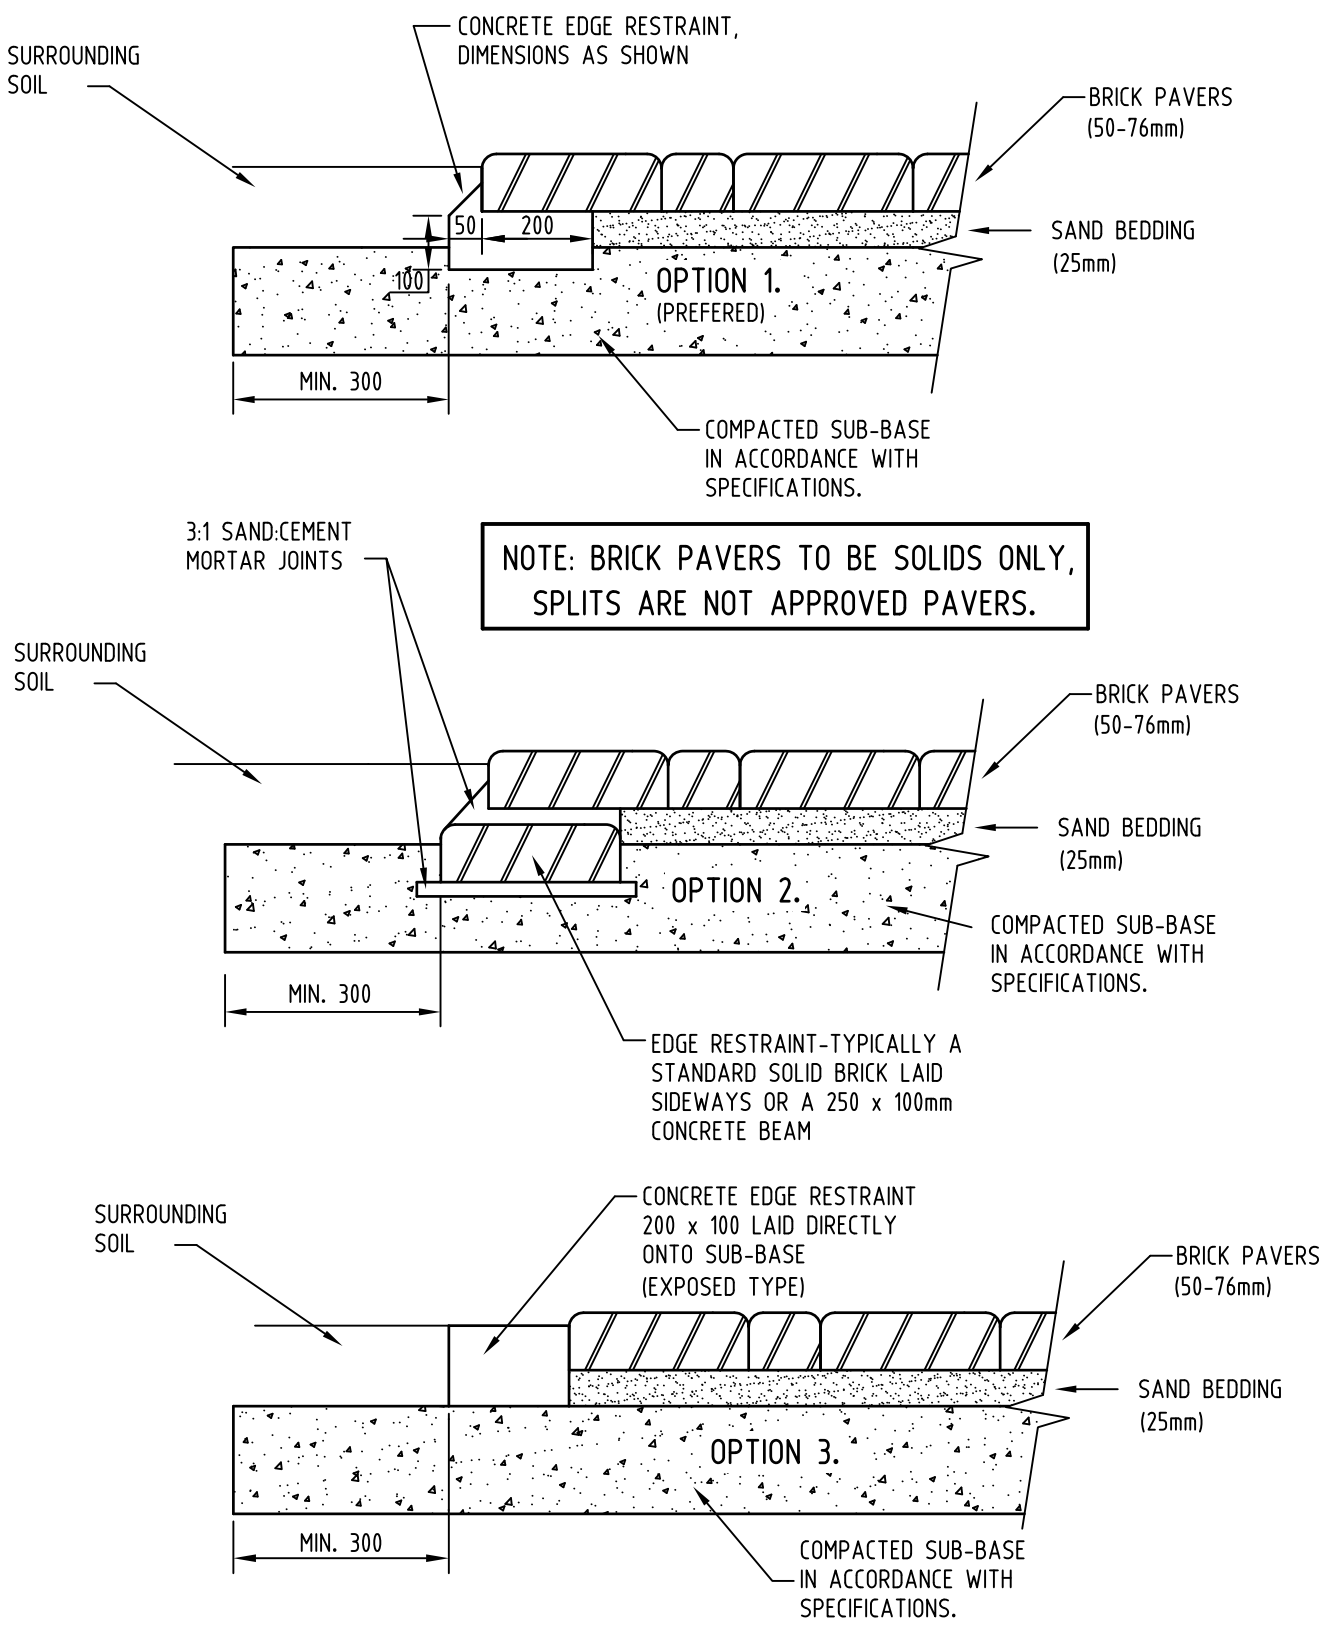 CONCRETE EDGE RESTRAINT,
DIMENSIONS AS SHOWN
SURROUNDING
SOIL
BRICK PAVERS
(50-76mm)
50
200
SAND BEDDING
(25mm)
100
OPTION 1.
(PREFERED)
MIN. 300
COMPACTED SUB-BASE
IN ACCORDANCE WITH
SPECIFICATIONS.
3:1 SAND:CEMENT
MORTAR JOINTS
NOTE: BRICK PAVERS TO BE SOLIDS ONLY,
SPLITS ARE NOT APPROVED PAVERS.
SURROUNDING
SOIL
BRICK PAVERS
(50-76mm)
SAND BEDDING
(25mm)
OPTION 2.
COMPACTED SUB-BASE
IN ACCORDANCE WITH
SPECIFICATIONS.
MIN. 300
EDGE RESTRAINT-TYPICALLY A
STANDARD SOLID BRICK LAID
SIDEWAYS OR A 250 x 100mm
CONCRETE BEAM
CONCRETE EDGE RESTRAINT
200 x 100 LAID DIRECTLY
ONTO SUB-BASE
(EXPOSED TYPE)
SURROUNDING
SOIL
BRICK PAVERS
(50-76mm)
SAND BEDDING
(25mm)
OPTION 3.
MIN. 300
COMPACTED SUB-BASE
IN ACCORDANCE WITH
SPECIFICATIONS.